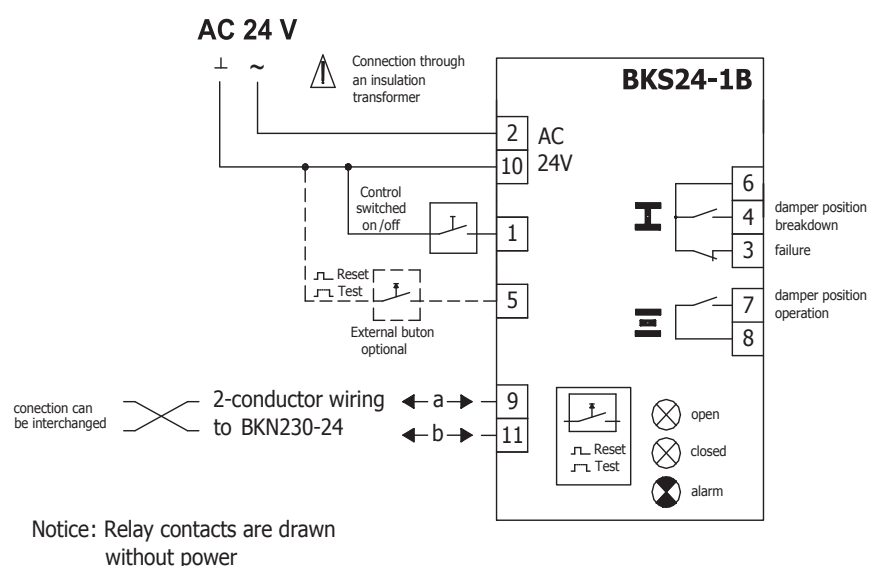 AC 24 V
⊥ ~
Connection through
an insulation
transformer
BKS24-1B
2
AC
10
24V
Control
switched
on /off
1
Reset
Test
5
External buton
optional
6
4
damper position
breakdown
3
failure
7
damper position
operation
8
conection can
be interchanged
2-conductor wiring
to BKN230-24
a
9
b
11
Reset
Test
open
closed
alarm
Notice: Relay contacts are drawn
without power